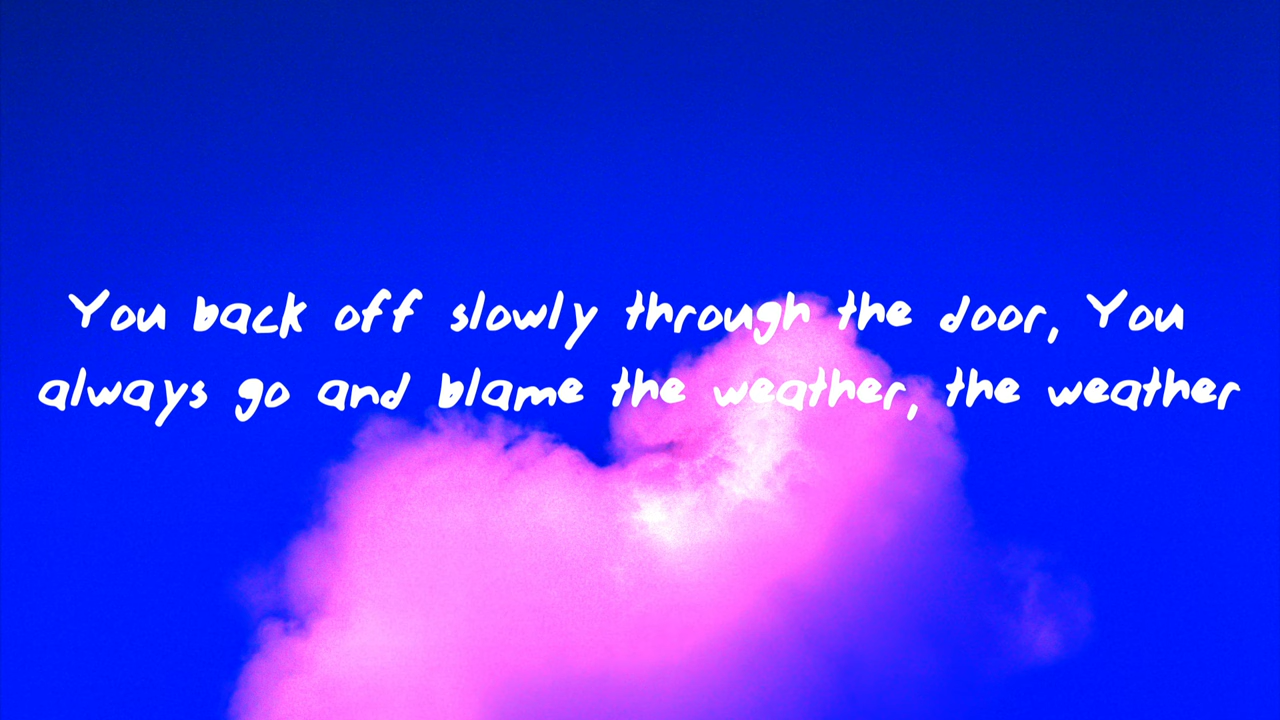 You back off slowly through the door, You
always go and blame the weather, the weather